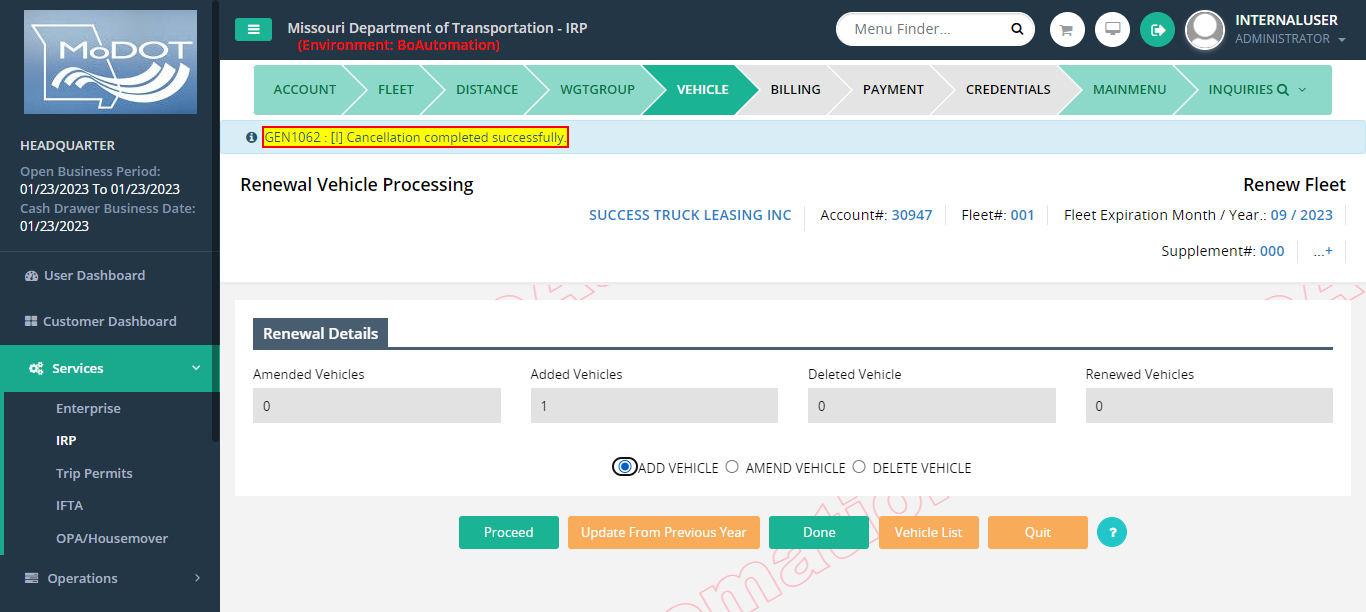 MoDOT
Missouri Department of Transportation - IRP
(Environment: BoAutomation)
Menu Finder...
INTERNALUSER
ADMINISTRATOR
ACCOUNT
FLEET
DISTANCE
WGTGROUP
VEHICLE
BILLING
PAYMENT
CREDENTIALS
MAINMENU
INQUIRIES
GEN1062 : [I] Cancellation completed successfully.
HEADQUARTER
Open Business Period:
01/23/2023 To 01/23/2023
Cash Drawer Business Date:
01/23/2023
User Dashboard
Customer Dashboard
Services
Enterprise
IRP
Trip Permits
IFTA
OPA/Housemover
Operations
Renewal Vehicle Processing
Renew Fleet
SUCCESS TRUCK LEASING INC
Account#: 30947
Fleet#: 001
Fleet Expiration Month / Year.: 09 / 2023
Supplement#: 000
...+
Renewal Details
Amended Vehicles
Added Vehicles
Deleted Vehicle
Renewed Vehicles
0
1
0
0
ADD VEHICLE
AMEND VEHICLE
DELETE VEHICLE
Proceed
Update From Previous Year
Done
Vehicle List
Quit
?